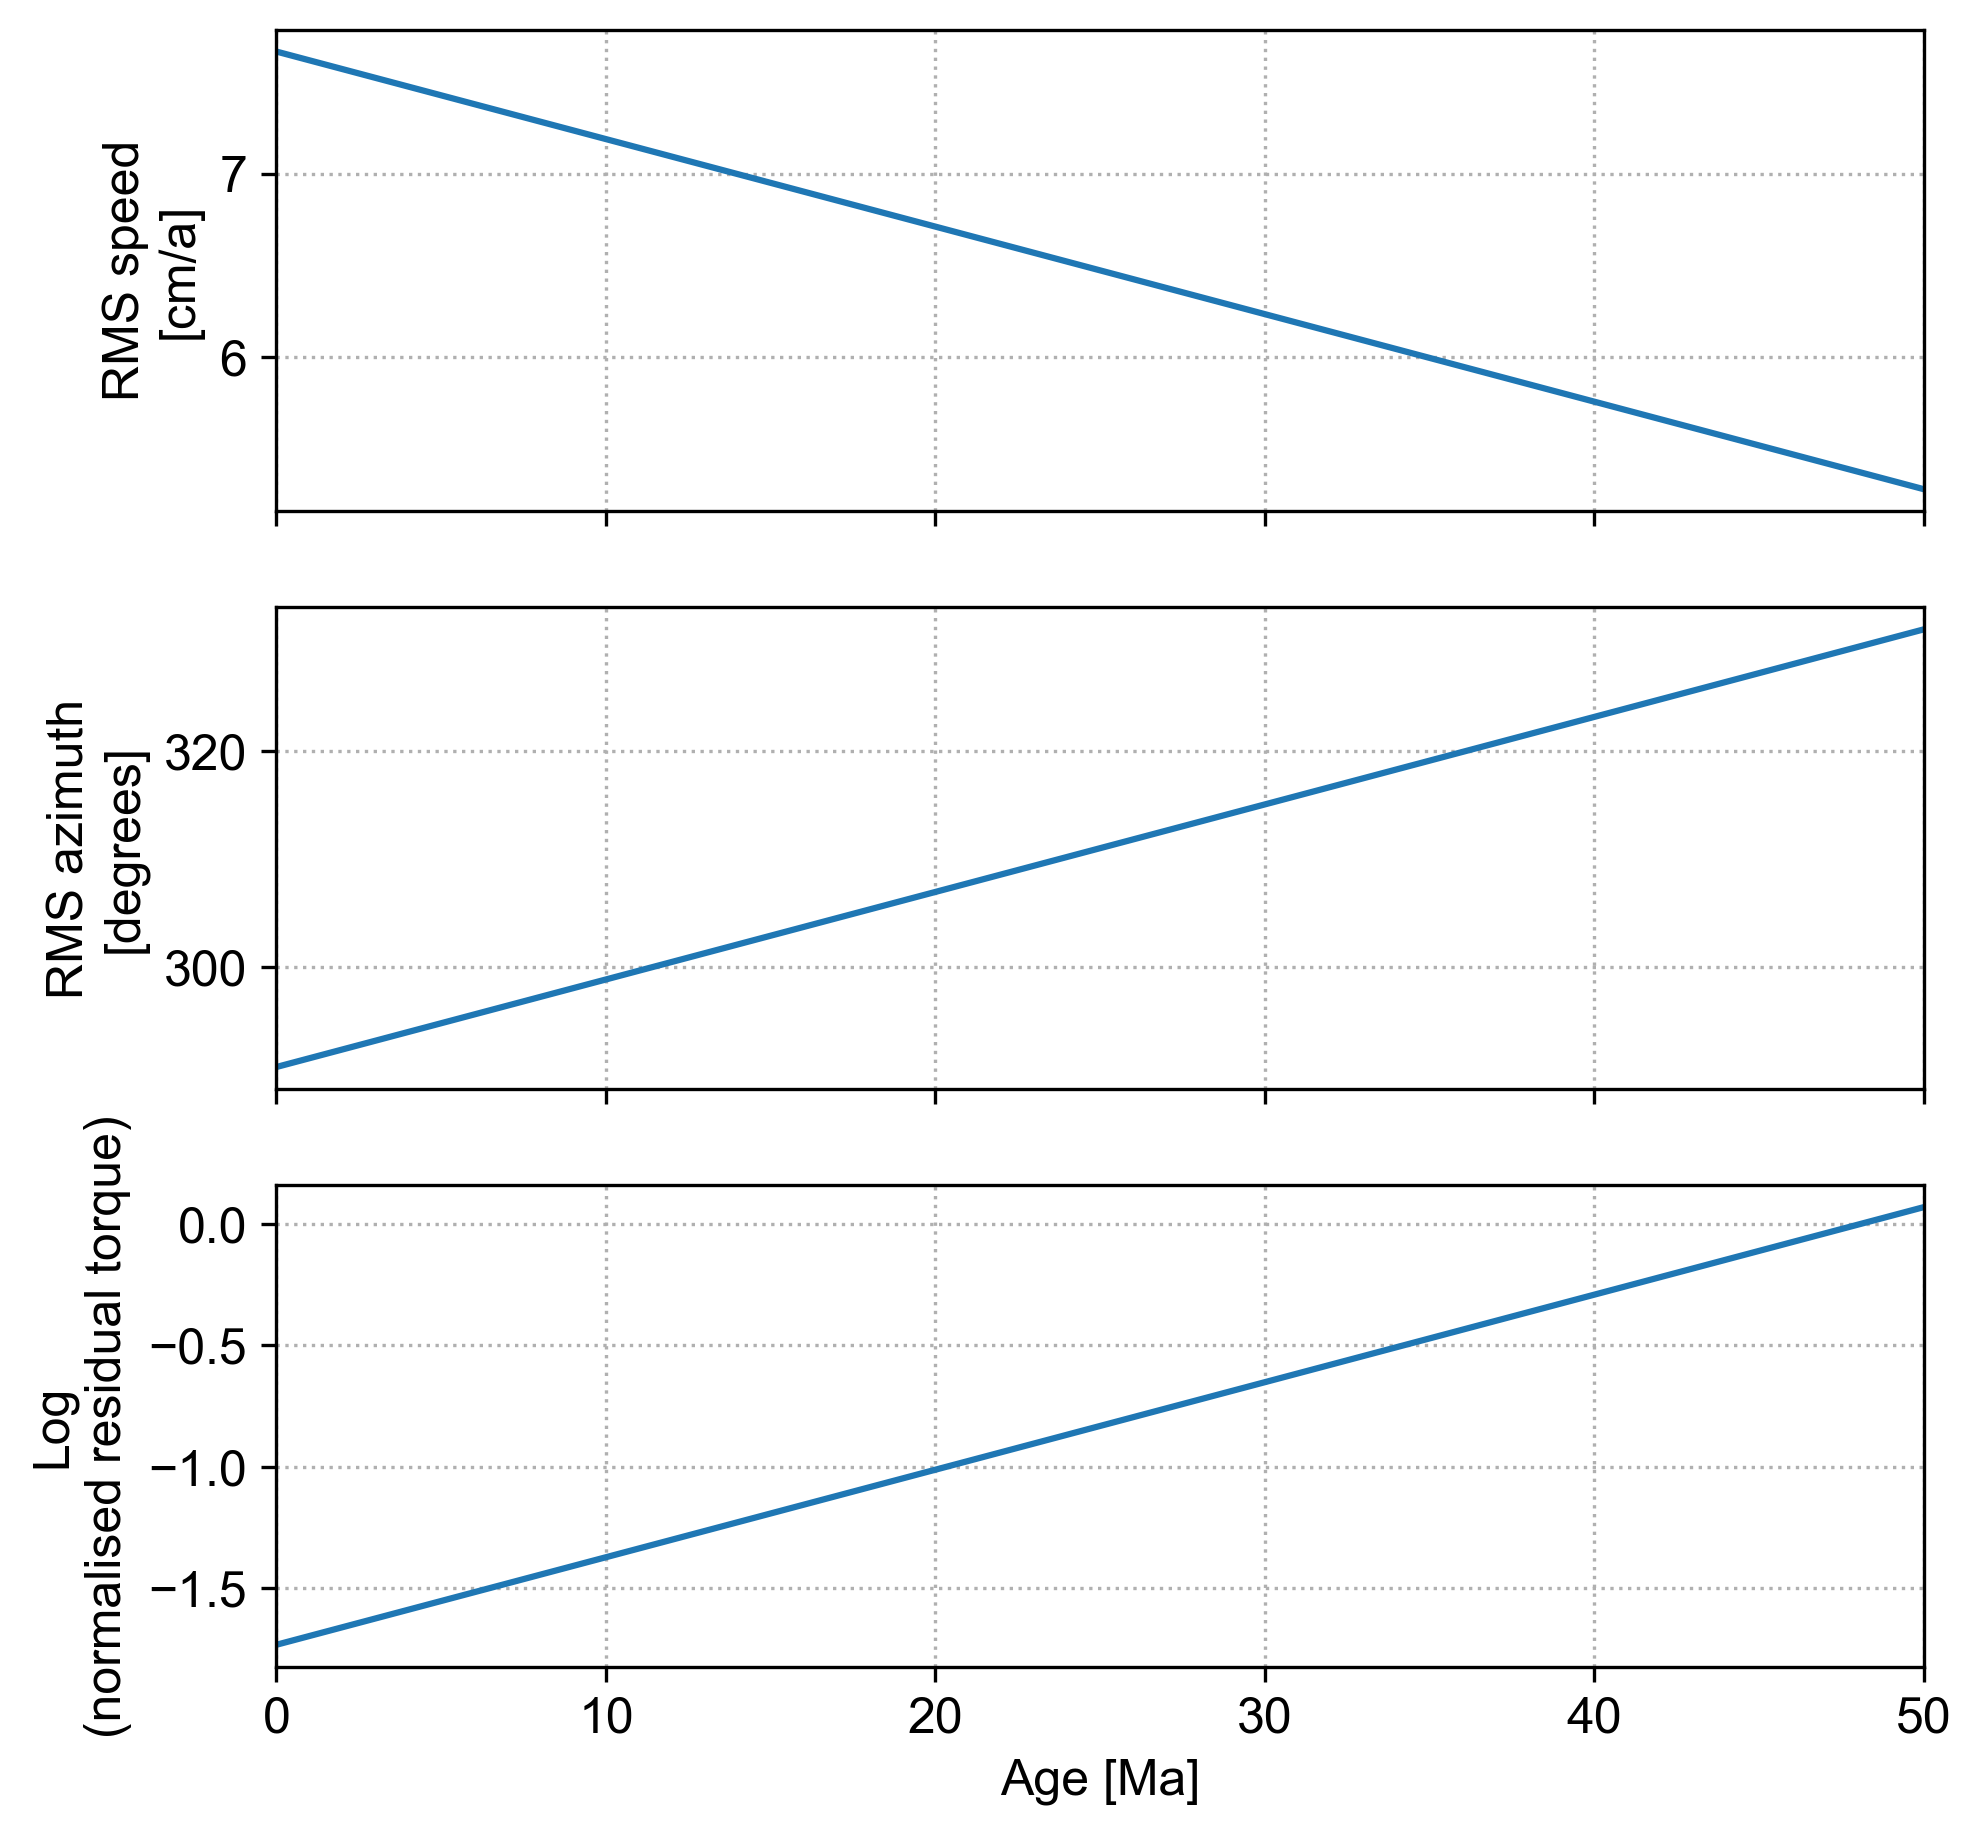 RMS speed
[cm/a]
7
6
RMS azimuth
[degrees]
320
300
Log
(normalised residual torque)
0.0
−0.5
−1.0
−1.5
0 10 20 30 40 50
Age [Ma]